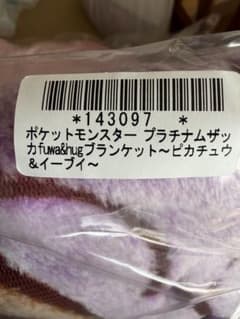 *143097 *
ポケットモンスター プラチナムザッ
カfuwa&hugブランケット～ピカチュウ
&イーブイ～